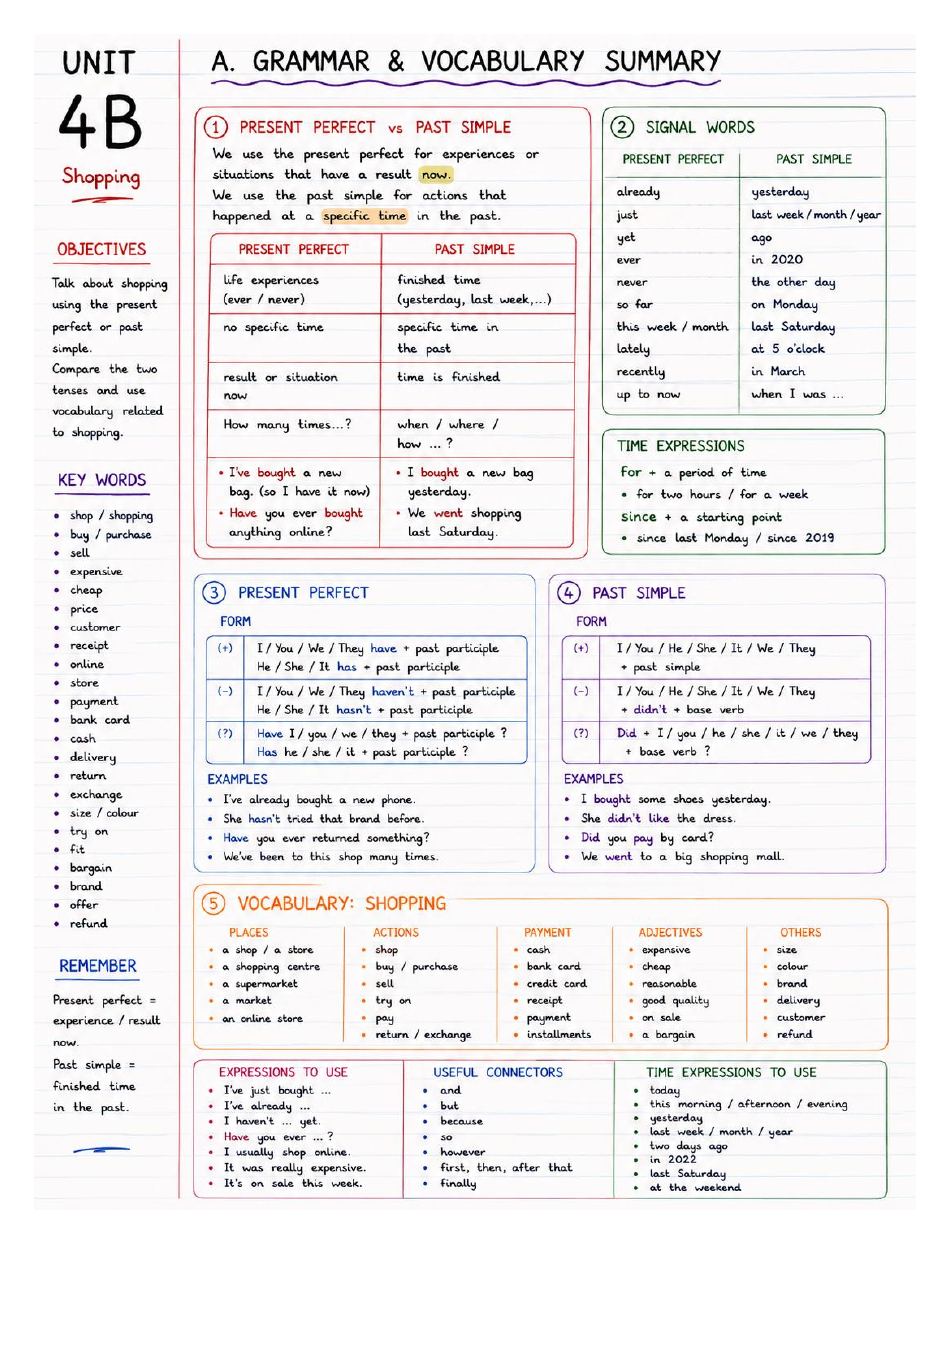 UNIT
4B
Shopping
OBJECTIVES
Talk about shopping
using the present
perfect or past
simple.
Compare the two
tenses and use
vocabulary related
to shopping.
KEY WORDS
• shop / shopping
• buy / purchase
• sell
• expensive
• cheap
• price
• customer
• receipt
• online
• store
• payment
• bank card
• cash
• delivery
• return
• exchange
• size / colour
• try on
• fit
• bargain
• brand
• offer
• refund
REMEMBER
Present perfect =
experience / result
now.
Past simple =
finished time
in the past.
A. GRAMMAR & VOCABULARY SUMMARY
1 PRESENT PERFECT vs PAST SIMPLE
We use the present perfect for experiences or
situations that have a result now.
We use the past simple for actions that
happened at a specific time in the past.
PRESENT PERFECT
life experiences
(ever / never)
no specific time
result or situation
now
How many times...?
• I've bought a new
bag. (so I have it now)
• Have you ever bought
anything online?
PAST SIMPLE
finished time
(yesterday, last week,...)
specific time in
the past
time is finished
when / where /
how ... ?
• I bought a new bag
yesterday.
• We went shopping
last Saturday.
2 SIGNAL WORDS
PRESENT PERFECT
already
just
yet
ever
never
so far
this week / month
lately
recently
up to now
PAST SIMPLE
yesterday
last week / month / year
ago
in 2020
the other day
on Monday
last Saturday
at 5 o'clock
in March
when I was ...
TIME EXPRESSIONS
for + a period of time
• for two hours / for a week
since + a starting point
• since last Monday / since 2019
3 PRESENT PERFECT
FORM
(+) I / You / We / They have + past participle
He / She / It has + past participle
(−) I / You / We / They haven't + past participle
He / She / It hasn't + past participle
(?) Have I / you / we / they + past participle ?
Has he / she / it + past participle ?
EXAMPLES
• I've already bought a new phone.
• She hasn't tried that brand before.
• Have you ever returned something?
• We've been to this shop many times.
4 PAST SIMPLE
FORM
(+) I / You / He / She / It / We / They
+ past simple
(−) I / You / He / She / It / We / They
+ didn't + base verb
(?) Did + I / you / he / she / it / we / they
+ base verb ?
EXAMPLES
• I bought some shoes yesterday.
• She didn't like the dress.
• Did you pay by card?
• We went to a big shopping mall.
5 VOCABULARY: SHOPPING
PLACES
• a shop / a store
• a shopping centre
• a supermarket
• a market
• an online store
ACTIONS
• shop
• buy / purchase
• sell
• try on
• pay
• return / exchange
PAYMENT
• cash
• bank card
• credit card
• receipt
• payment
• installments
ADJECTIVES
• expensive
• cheap
• reasonable
• good quality
• on sale
• a bargain
OTHERS
• size
• colour
• brand
• delivery
• customer
• refund
EXPRESSIONS TO USE
• I've just bought ...
• I've already ...
• I haven't ... yet.
• Have you ever ... ?
• I usually shop online.
• It was really expensive.
• It's on sale this week.
USEFUL CONNECTORS
• and
• but
• because
• so
• however
• first, then, after that
• finally
TIME EXPRESSIONS TO USE
• today
• this morning / afternoon / evening
• yesterday
• last week / month / year
• two days ago
• in 2022
• last Saturday
• at the weekend